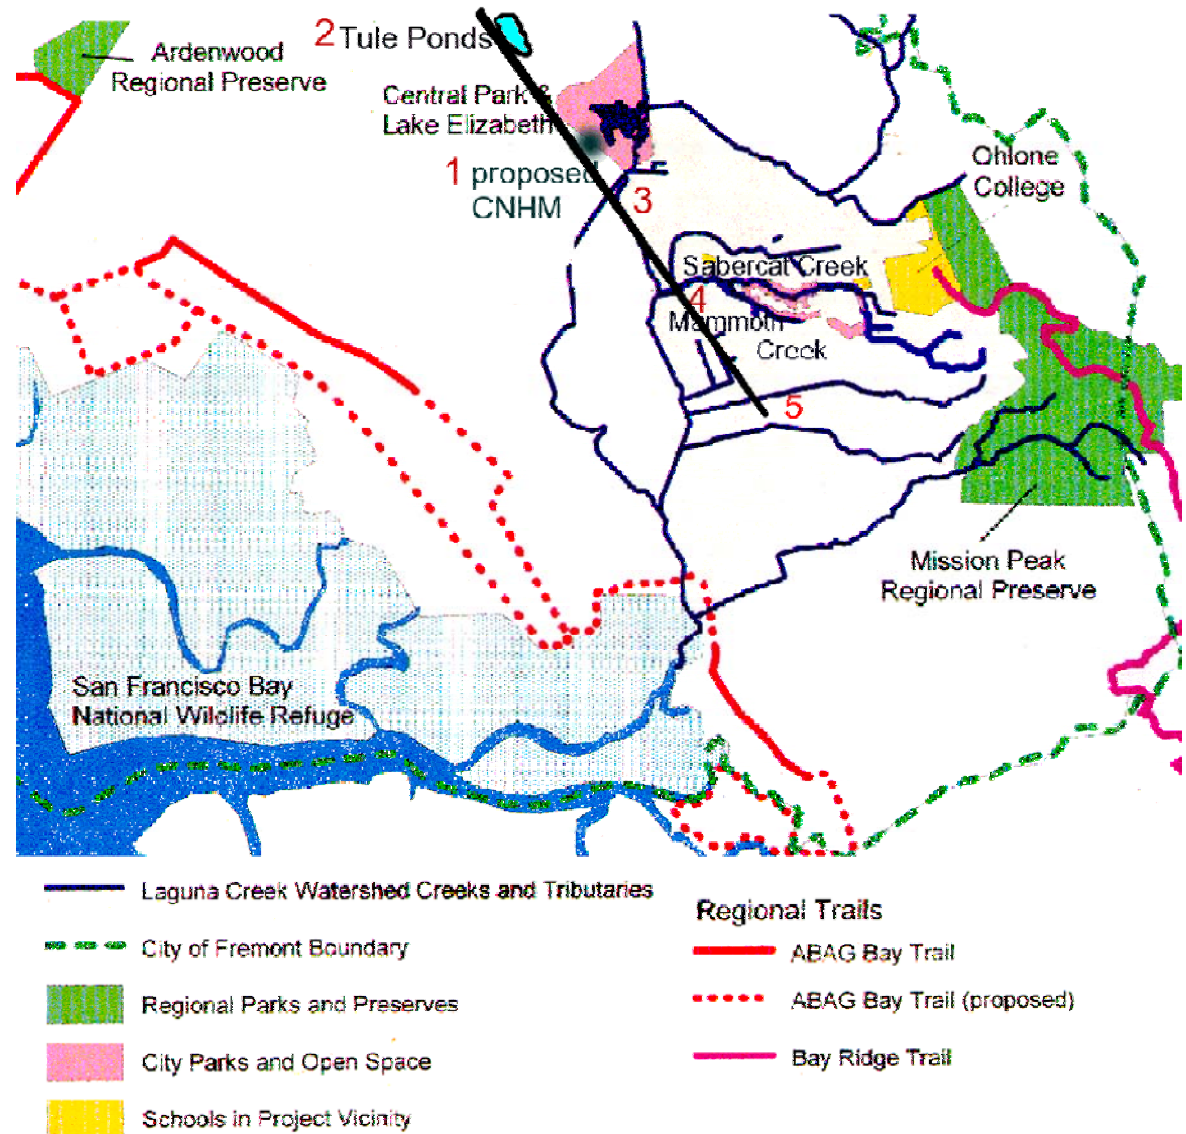 2 Tule Ponds
Ardenwood
Regional Preserve
Central Park &
Lake Elizabeth
1 proposed
CNHM
3
Ohlone
College
Sabercat Creek
4
Mammoth
Creek
5
Mission Peak
Regional Preserve
San Francisco Bay
National Wildlife Refuge
Laguna Creek Watershed Creeks and Tributaries
City of Fremont Boundary
Regional Parks and Preserves
City Parks and Open Space
Schools in Project Vicinity
Regional Trails
ABAG Bay Trail
ABAG Bay Trail (proposed)
Bay Ridge Trail